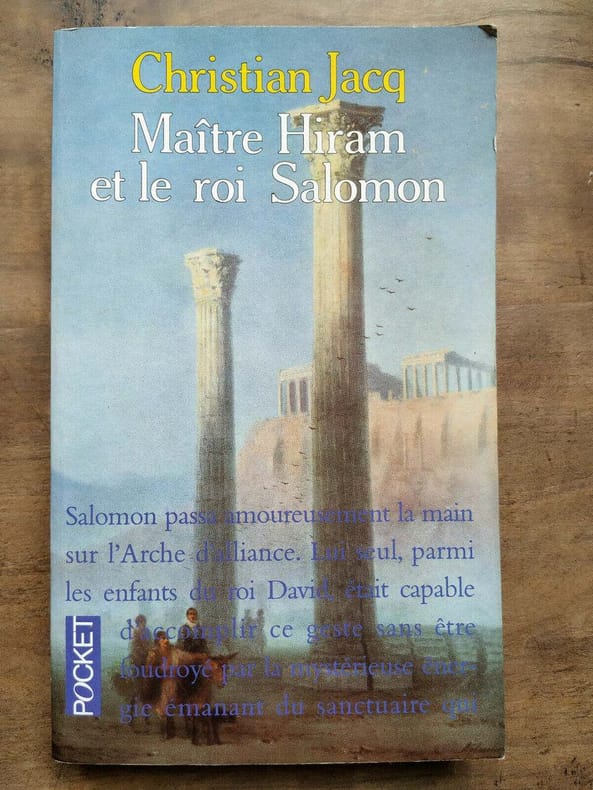 Christian Jacq
Maître Hiram
et le roi Salomon
Salomon passa amoureusement la main
sur l'Arche d'alliance. Lui seul, parmi
les enfants du roi David, était capable
d'accomplir ce geste sans être
foudroyé par la mystérieuse éner-
gie émanant du sanctuaire qui
POCKET